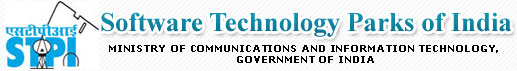 एसटीपीआई
STPI
Software Technology Parks of India
MINISTRY OF COMMUNICATIONS AND INFORMATION TECHNOLOGY,
GOVERNMENT OF INDIA